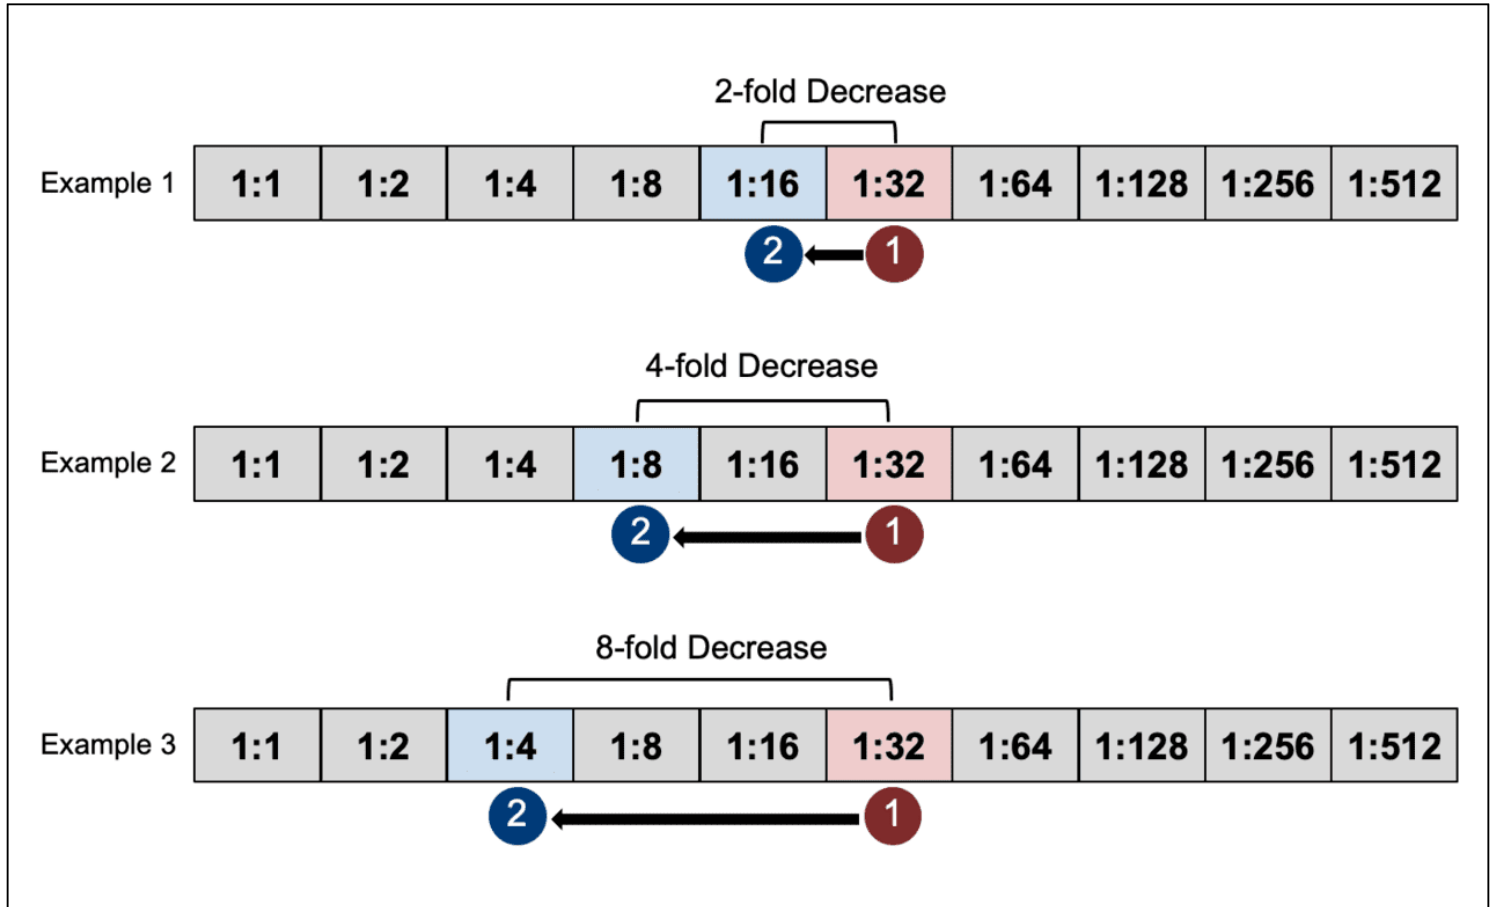 2-fold Decrease
Example 1 1:1 1:2 1:4 1:8 1:16 1:32 1:64 1:128 1:256 1:512
2 1
4-fold Decrease
Example 2 1:1 1:2 1:4 1:8 1:16 1:32 1:64 1:128 1:256 1:512
2 1
8-fold Decrease
Example 3 1:1 1:2 1:4 1:8 1:16 1:32 1:64 1:128 1:256 1:512
2 1